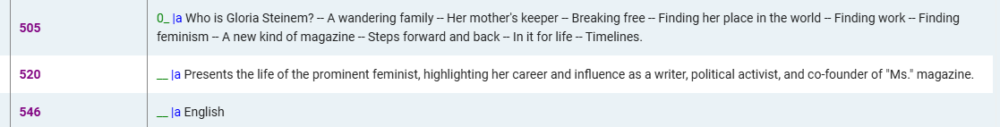 505 0_ |a Who is Gloria Steinem? -- A wandering family -- Her mother's keeper -- Breaking free -- Finding her place in the world -- Finding work -- Finding
feminism -- A new kind of magazine -- Steps forward and back -- In it for life -- Timelines.
520 __ |a Presents the life of the prominent feminist, highlighting her career and influence as a writer, political activist, and co-founder of "Ms." magazine.
546 __ |a English